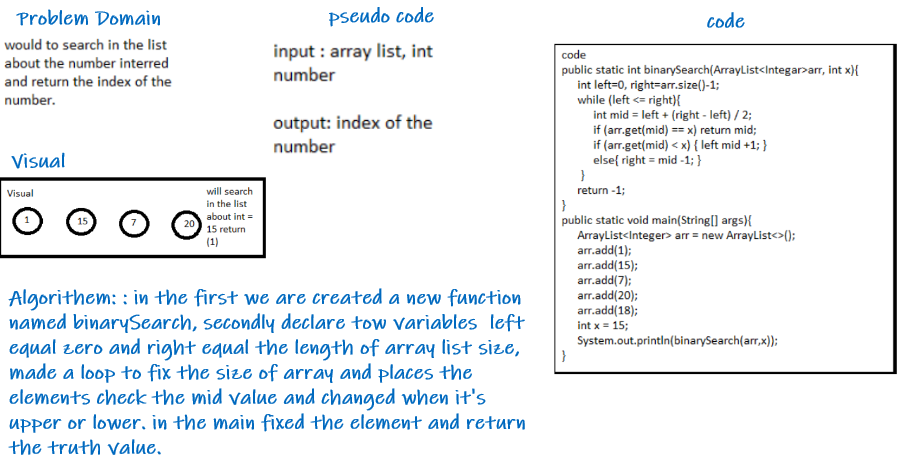 Problem Domain
would to search in the list
about the number interred
and return the index of the
number.
pseudo code
input : array list, int
number
output: index of the
number
Visual
Visual
1
15
7
20
will search
in the list
about int =
15 return
(1)
Algorithem: : in the first we are created a new function
named binarySearch, secondly declare tow variables left
equal zero and right equal the length of array list size,
made a loop to fix the size of array and places the
elements check the mid value and changed when it's
upper or lower. in the main fixed the element and return
the truth value.
code
code
public static int binarySearch(ArrayList<Integar>arr, int x){
int left=0, right=arr.size()-1;
while (left <= right){
int mid = left + (right - left) / 2;
if (arr.get(mid) == x) return mid;
if (arr.get(mid) < x) { left mid +1; }
else{ right = mid -1; }
}
return -1;
}
public static void main(String[] args){
ArrayList<Integer> arr = new ArrayList<>();
arr.add(1);
arr.add(15);
arr.add(7);
arr.add(20);
arr.add(18);
int x = 15;
System.out.println(binarySearch(arr,x));
}